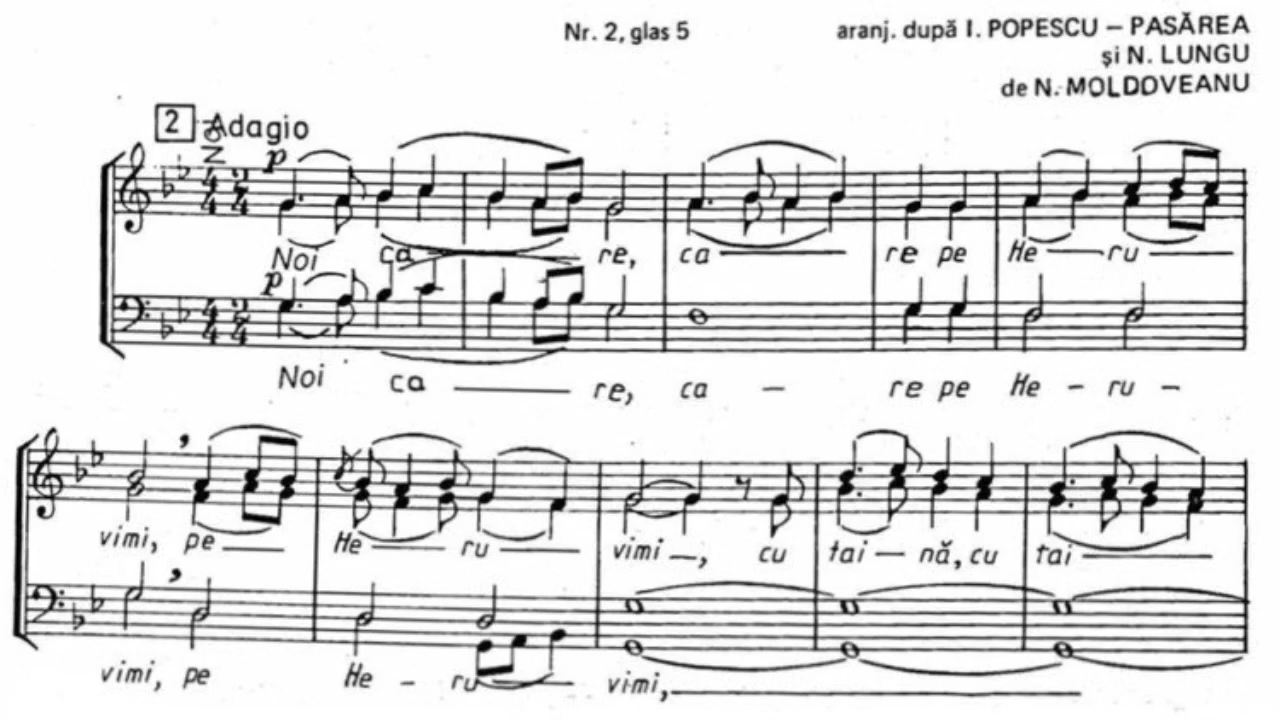 Nr. 2, glas 5
aranj. după I. POPESCU – PASĂREA
și N. LUNGU
de N. MOLDOVEANU
2 Adagio
p
Noi ca re, ca re pe He ru
p
Noi ca re, ca – re pe He – ru –
vimi, pe He ru vimi –, cu tai – nă, cu tai
vimi, pe He – ru vimi,